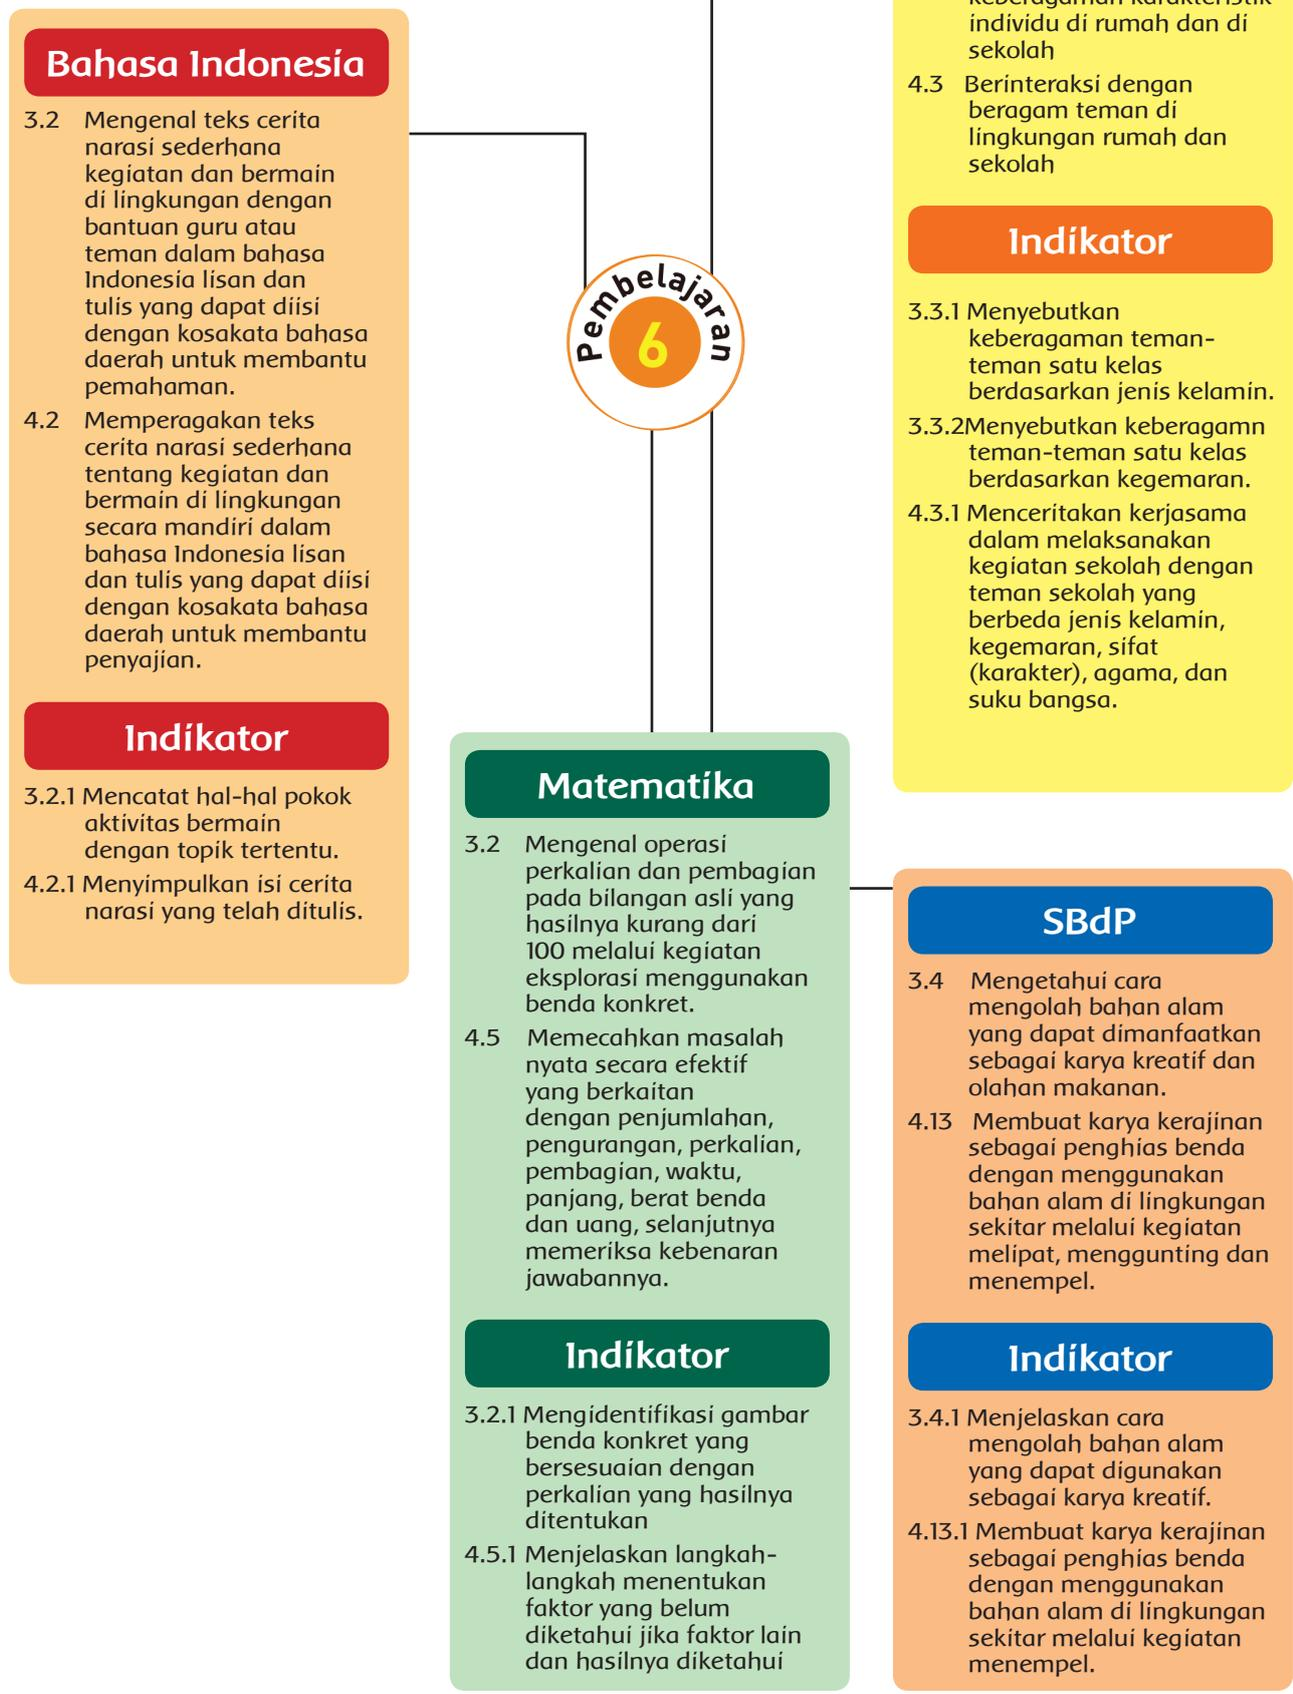 Bahasa Indonesia
3.2 Mengenal teks cerita
narasi sederhana
kegiatan dan bermain
di lingkungan dengan
bantuan guru atau
teman dalam bahasa
Indonesia lisan dan
tulis yang dapat diisi
dengan kosakata bahasa
daerah untuk membantu
pemahaman.
4.2 Memperagakan teks
cerita narasi sederhana
tentang kegiatan dan
bermain di lingkungan
secara mandiri dalam
bahasa Indonesia lisan
dan tulis yang dapat diisi
dengan kosakata bahasa
daerah untuk membantu
penyajian.
Indikator
3.2.1 Mencatat hal-hal pokok
aktivitas bermain
dengan topik tertentu.
4.2.1 Menyimpulkan isi cerita
narasi yang telah ditulis.
Pembelajaran
6
keberagaman karakteristik
individu di rumah dan di
sekolah
4.3 Berinteraksi dengan
beragam teman di
lingkungan rumah dan
sekolah
Indikator
3.3.1 Menyebutkan
keberagaman teman-
teman satu kelas
berdasarkan jenis kelamin.
3.3.2Menyebutkan keberagamn
teman-teman satu kelas
berdasarkan kegemaran.
4.3.1 Menceritakan kerjasama
dalam melaksanakan
kegiatan sekolah dengan
teman sekolah yang
berbeda jenis kelamin,
kegemaran, sifat
(karakter), agama, dan
suku bangsa.
Matematika
3.2 Mengenal operasi
perkalian dan pembagian
pada bilangan asli yang
hasilnya kurang dari
100 melalui kegiatan
eksplorasi menggunakan
benda konkret.
4.5 Memecahkan masalah
nyata secara efektif
yang berkaitan
dengan penjumlahan,
pengurangan, perkalian,
pembagian, waktu,
panjang, berat benda
dan uang, selanjutnya
memeriksa kebenaran
jawabannya.
Indikator
3.2.1 Mengidentifikasi gambar
benda konkret yang
bersesuaian dengan
perkalian yang hasilnya
ditentukan
4.5.1 Menjelaskan langkah-
langkah menentukan
faktor yang belum
diketahui jika faktor lain
dan hasilnya diketahui
SBdP
3.4 Mengetahui cara
mengolah bahan alam
yang dapat dimanfaatkan
sebagai karya kreatif dan
olahan makanan.
4.13 Membuat karya kerajinan
sebagai penghias benda
dengan menggunakan
bahan alam di lingkungan
sekitar melalui kegiatan
melipat, menggunting dan
menempel.
Indikator
3.4.1 Menjelaskan cara
mengolah bahan alam
yang dapat digunakan
sebagai karya kreatif.
4.13.1 Membuat karya kerajinan
sebagai penghias benda
dengan menggunakan
bahan alam di lingkungan
sekitar melalui kegiatan
menempel.